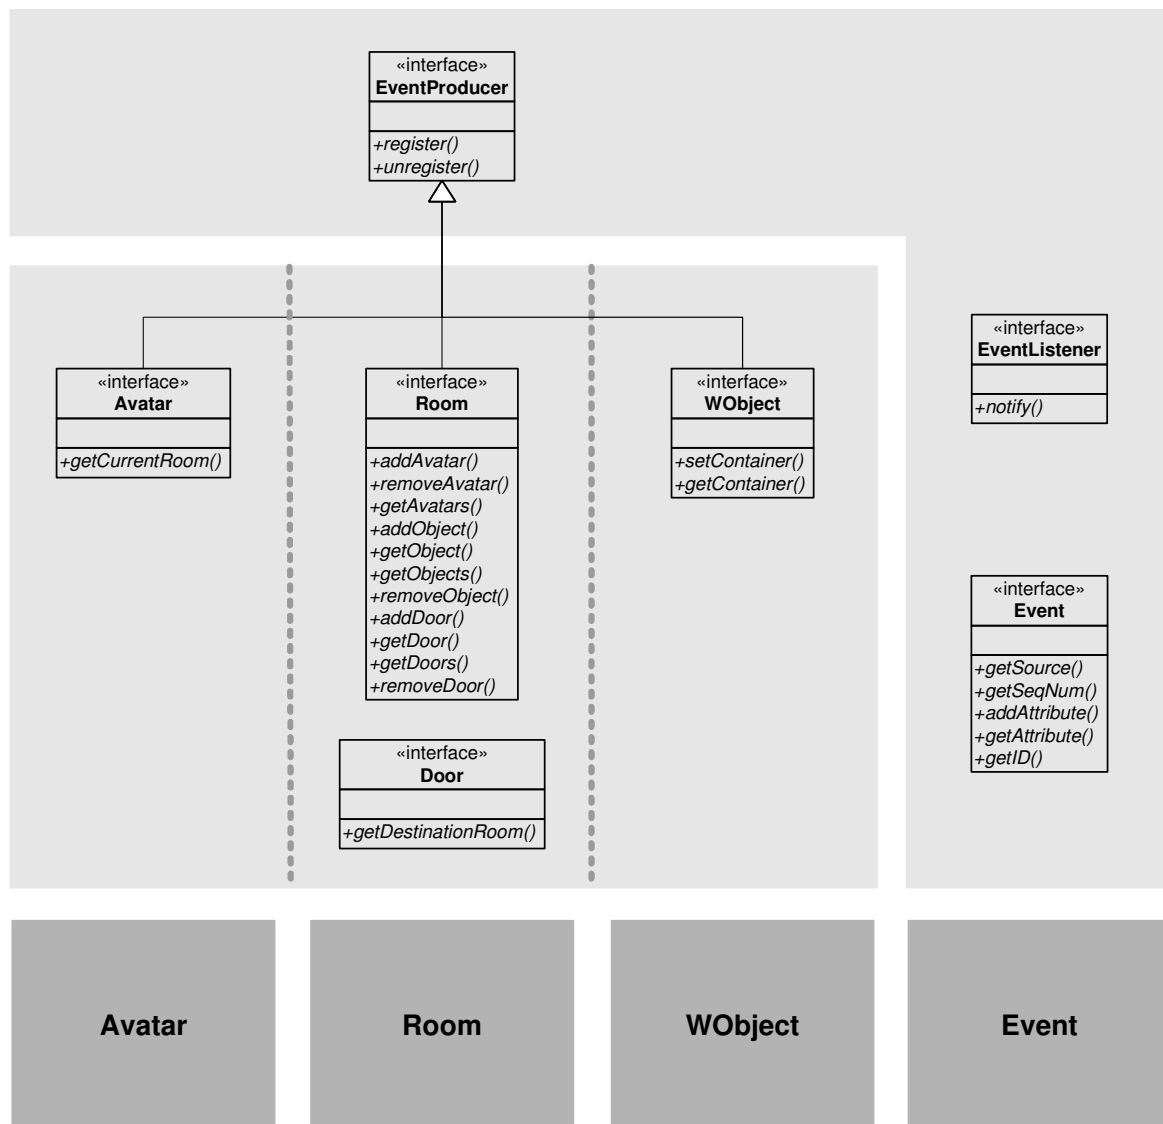 «interface»
EventProducer
+register()
+unregister()
«interface»
Avatar
+getCurrentRoom()
«interface»
Room
+addAvatar()
+removeAvatar()
+getAvatars()
+addObject()
+getObject()
+getObjects()
+removeObject()
+addDoor()
+getDoor()
+getDoors()
+removeDoor()
«interface»
Door
+getDestinationRoom()
«interface»
WObject
+setContainer()
+getContainer()
«interface»
EventListener
+notify()
«interface»
Event
+getSource()
+getSeqNum()
+addAttribute()
+getAttribute()
+getID()
Avatar
Room
WObject
Event